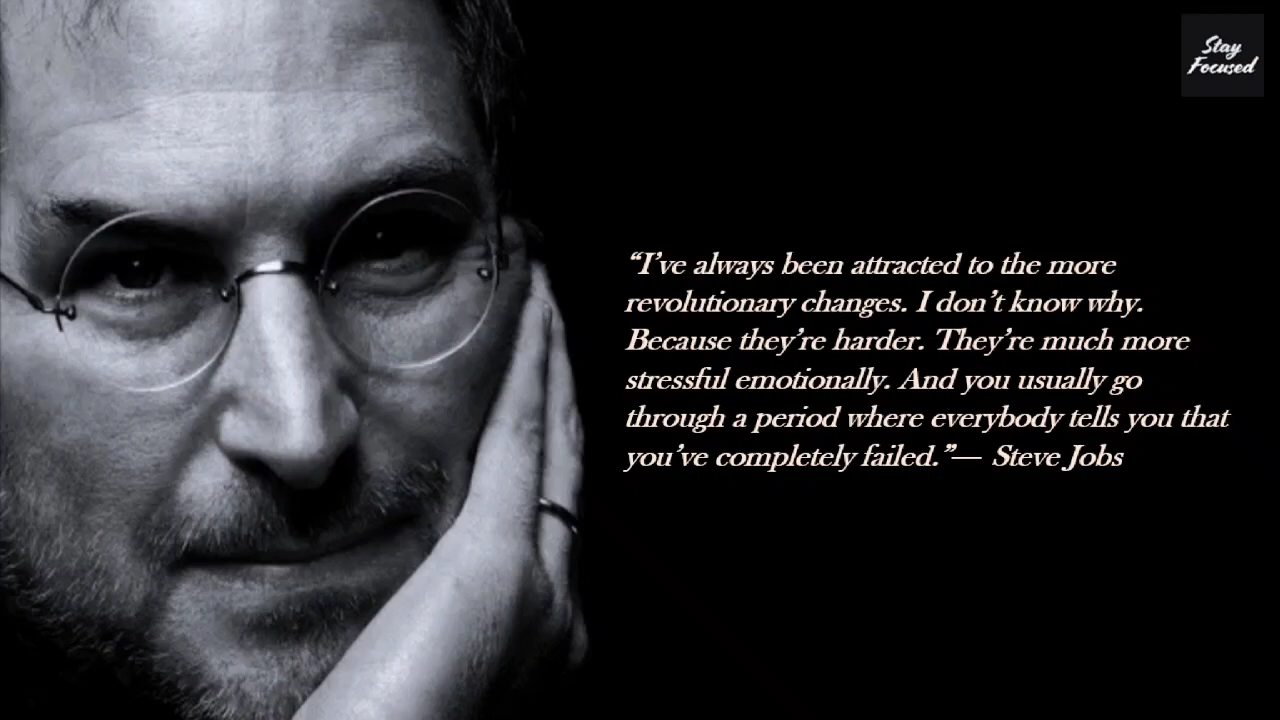 Stay
Focused
“I’ve always been attracted to the more
revolutionary changes. I don’t know why.
Because they’re harder. They’re much more
stressful emotionally. And you usually go
through a period where everybody tells you that
you’ve completely failed.”— Steve Jobs